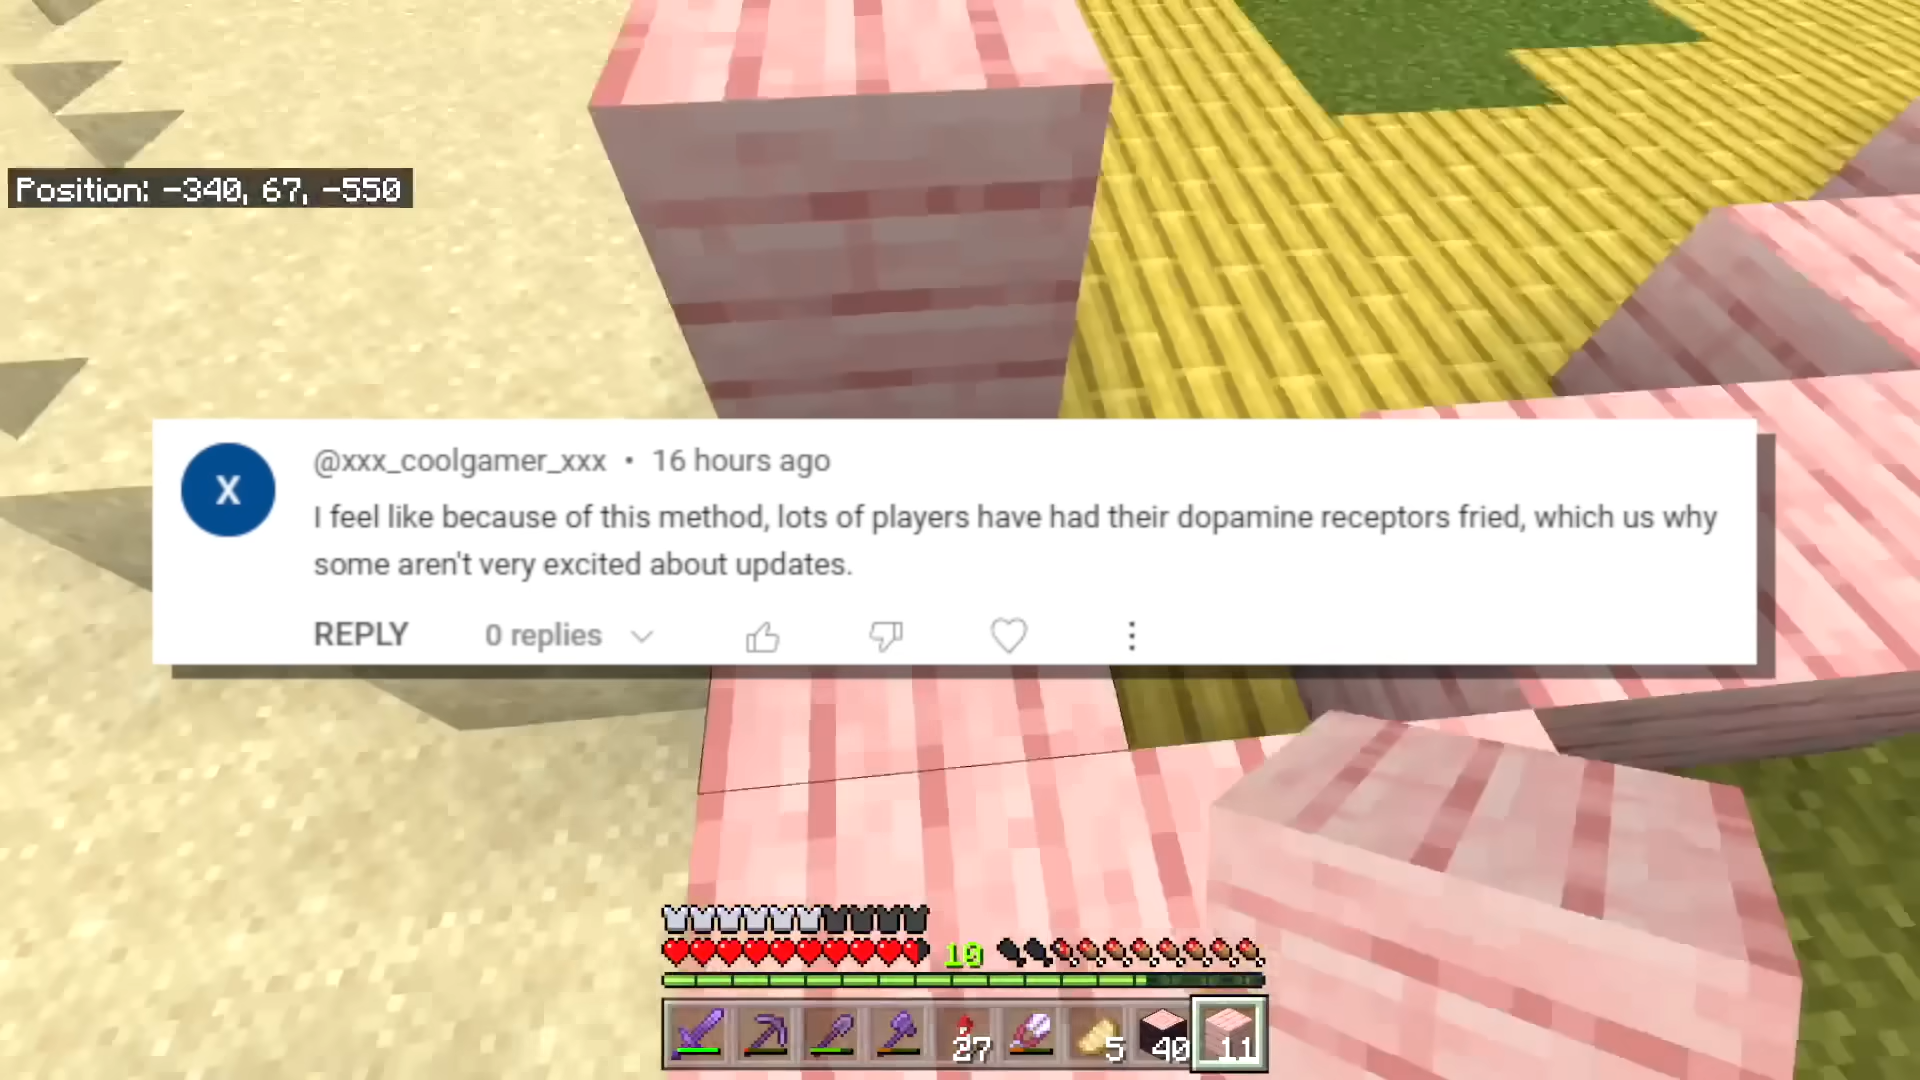 Position: -340, 67, -550
X
@xxx_coolgamer_xxx • 16 hours ago
I feel like because of this method, lots of players have had their dopamine receptors fried, which us why
some aren't very excited about updates.
REPLY 0 replies
10
27 5 40 11